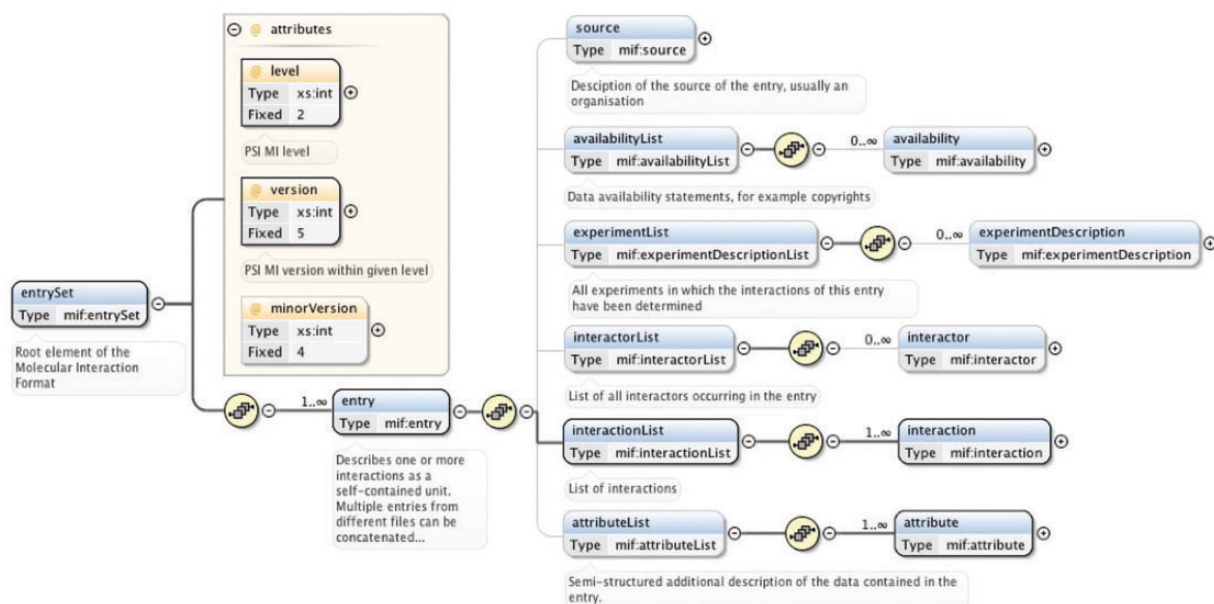 attributes
@ level
Type xs:int
Fixed 2
PSI MI level
@ version
Type xs:int
Fixed 5
PSI MI version within given level
@ minorVersion
Type xs:int
Fixed 4
entrySet
Type mif:entrySet
Root element of the
Molecular Interaction
Format
1..∞
entry
Type mif:entry
Describes one or more
interactions as a
self-contained unit.
Multiple entries from
different files can be
concatenated...
source
Type mif:source
Desciption of the source of the entry, usually an
organisation
availabilityList
Type mif:availabilityList
0..∞
availability
Type mif:availability
Data availability statements, for example copyrights
experimentList
Type mif:experimentDescriptionList
0..∞
experimentDescription
Type mif:experimentDescription
All experiments in which the interactions of this entry
have been determined
interactorList
Type mif:interactorList
0..∞
interactor
Type mif:interactor
List of all interactors occurring in the entry
interactionList
Type mif:interactionList
1..∞
interaction
Type mif:interaction
List of interactions
attributeList
Type mif:attributeList
1..∞
attribute
Type mif:attribute
Semi-structured additional description of the data contained in the
entry.